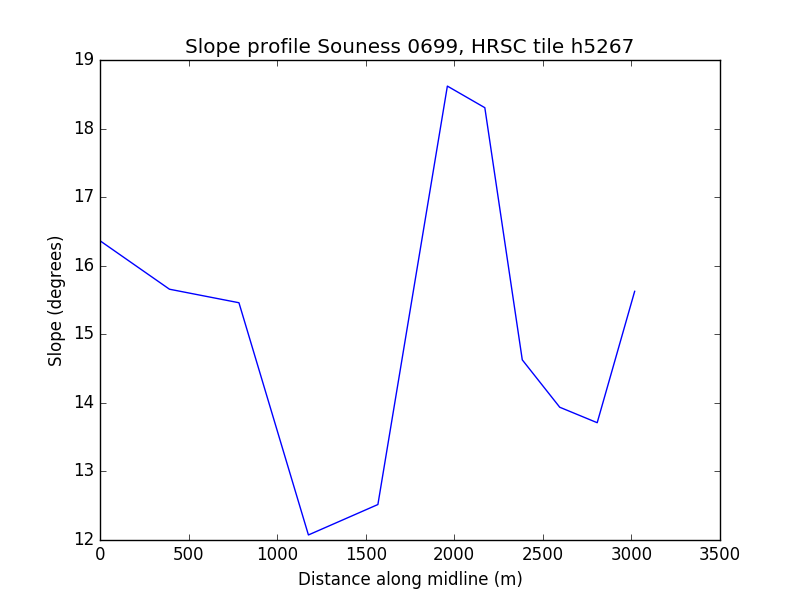 Slope profile Souness 0699, HRSC tile h5267
19
18
17
16
15
14
13
12
Slope (degrees)
0 500 1000 1500 2000 2500 3000 3500
Distance along midline (m)